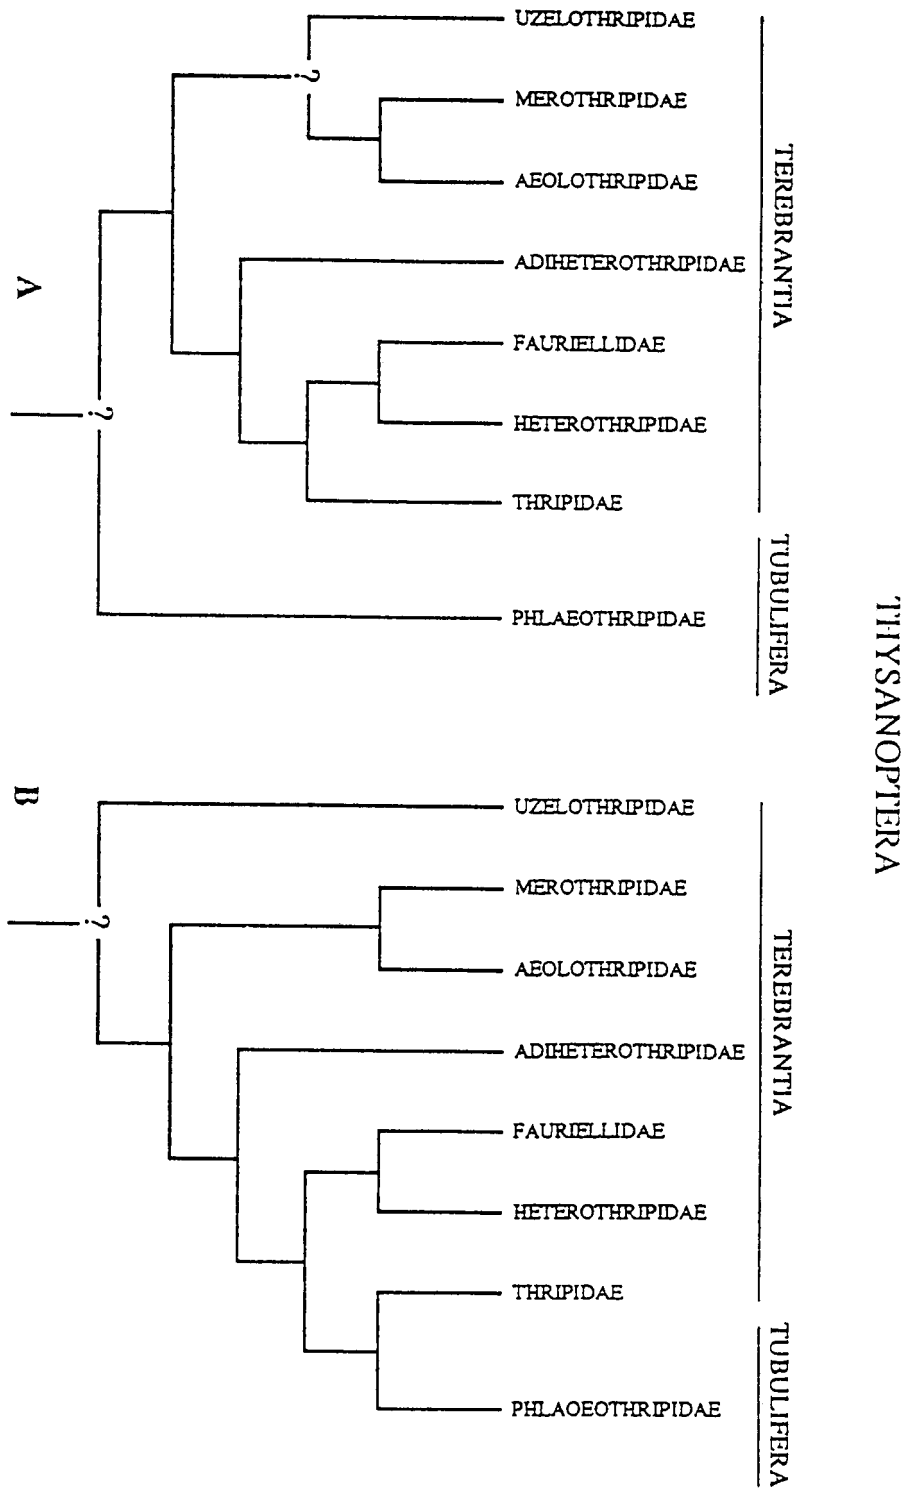 THYSANOPTERA
TEREBRANTIA
TUBULIFERA
UZELOTHRIPIDAE
MEROTHRIPIDAE
AEOLOTHRIPIDAE
ADIHETEROTHRIPIDAE
FAURIELLIDAE
HETEROTHRIPIDAE
THRIPIDAE
PHLAEOTHRIPIDAE
?
?
A
TEREBRANTIA
TUBULIFERA
UZELOTHRIPIDAE
MEROTHRIPIDAE
AEOLOTHRIPIDAE
ADIHETEROTHRIPIDAE
FAURIELLIDAE
HETEROTHRIPIDAE
THRIPIDAE
PHLAOEOTHRIPIDAE
?
B